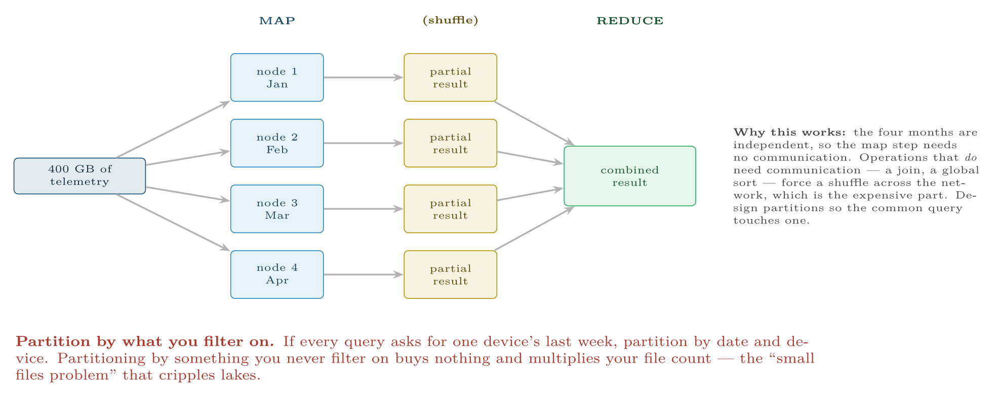 MAP
(shuffle)
REDUCE
node 1
Jan
partial
result
node 2
Feb
partial
result
400 GB of
telemetry
combined
result
node 3
Mar
partial
result
node 4
Apr
partial
result
Why this works: the four months are
independent, so the map step needs
no communication. Operations that do
need communication — a join, a global
sort — force a shuffle across the net-
work, which is the expensive part. De-
sign partitions so the common query
touches one.
Partition by what you filter on. If every query asks for one device's last week, partition by date and de-
vice. Partitioning by something you never filter on buys nothing and multiplies your file count — the “small
files problem” that cripples lakes.